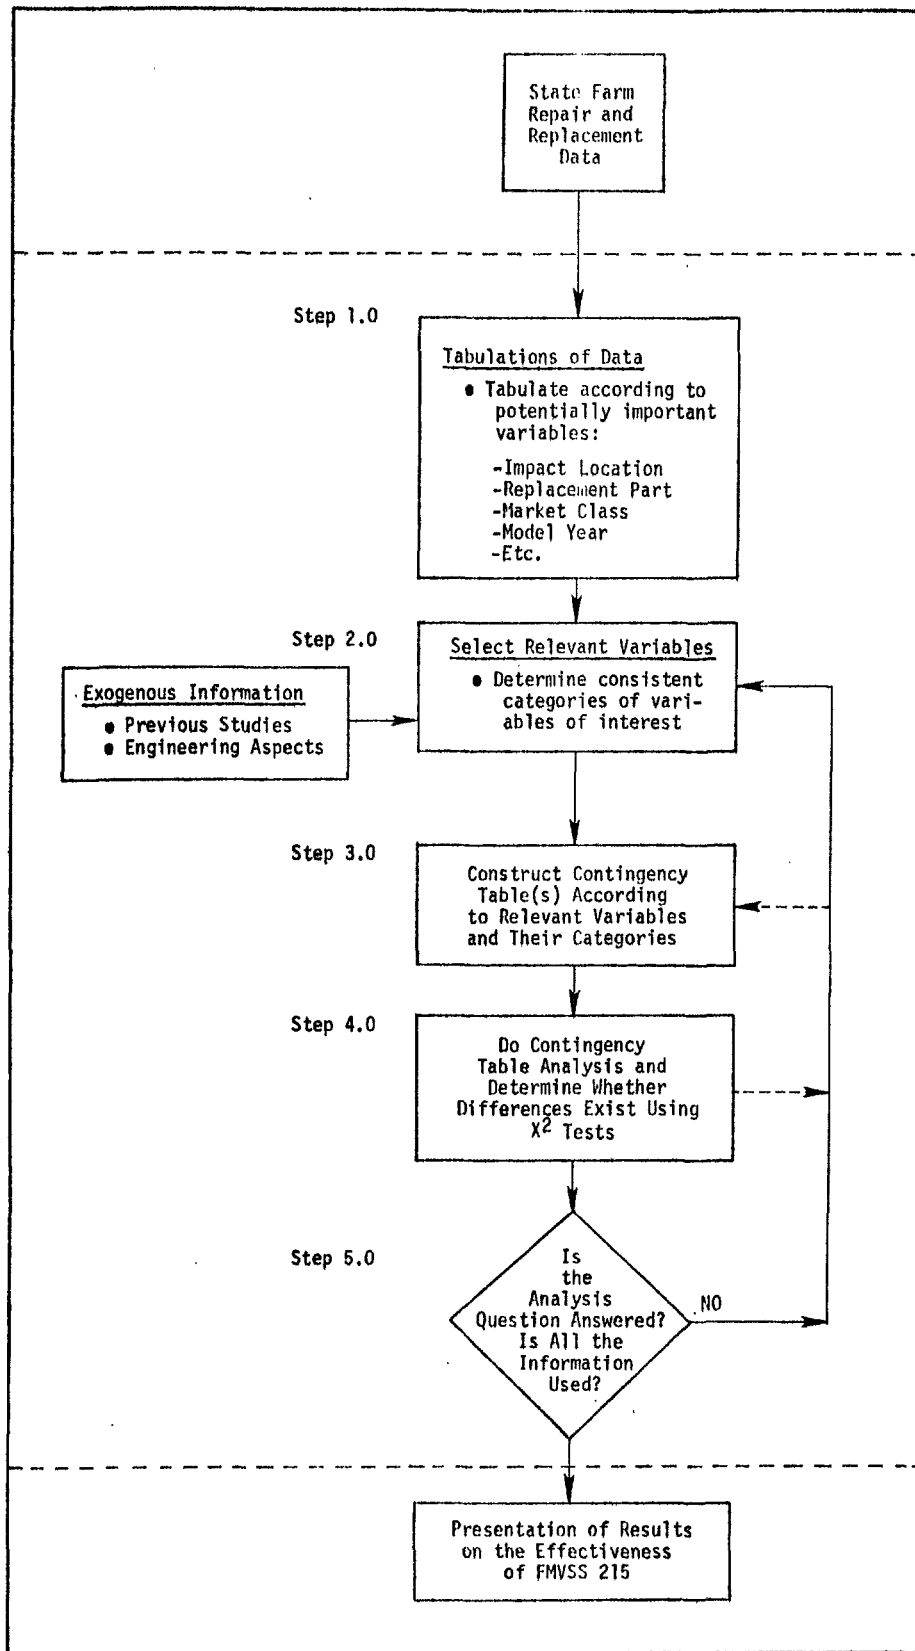 State Farm
Repair and
Replacement
Data
Step 1.0
Tabulations of Data
● Tabulate according to
potentially important
variables:
-Impact Location
-Replacement Part
-Market Class
-Model Year
-Etc.
Step 2.0
Select Relevant Variables
● Determine consistent
categories of vari-
ables of interest
Exogenous Information
● Previous Studies
● Engineering Aspects
Step 3.0
Construct Contingency
Table(s) According
to Relevant Variables
and Their Categories
Step 4.0
Do Contingency
Table Analysis and
Determine Whether
Differences Exist Using
X² Tests
Step 5.0
Is
the
Analysis
Question Answered?
Is All the
Information
Used?
NO
Presentation of Results
on the Effectiveness
of FMVSS 215